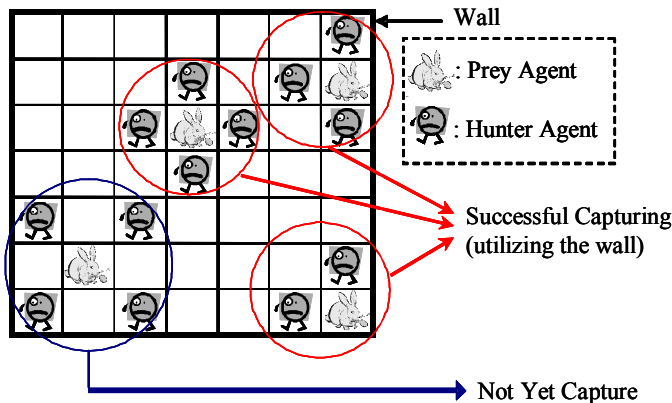 Wall
: Prey Agent
: Hunter Agent
Successful Capturing
(utilizing the wall)
Not Yet Capture